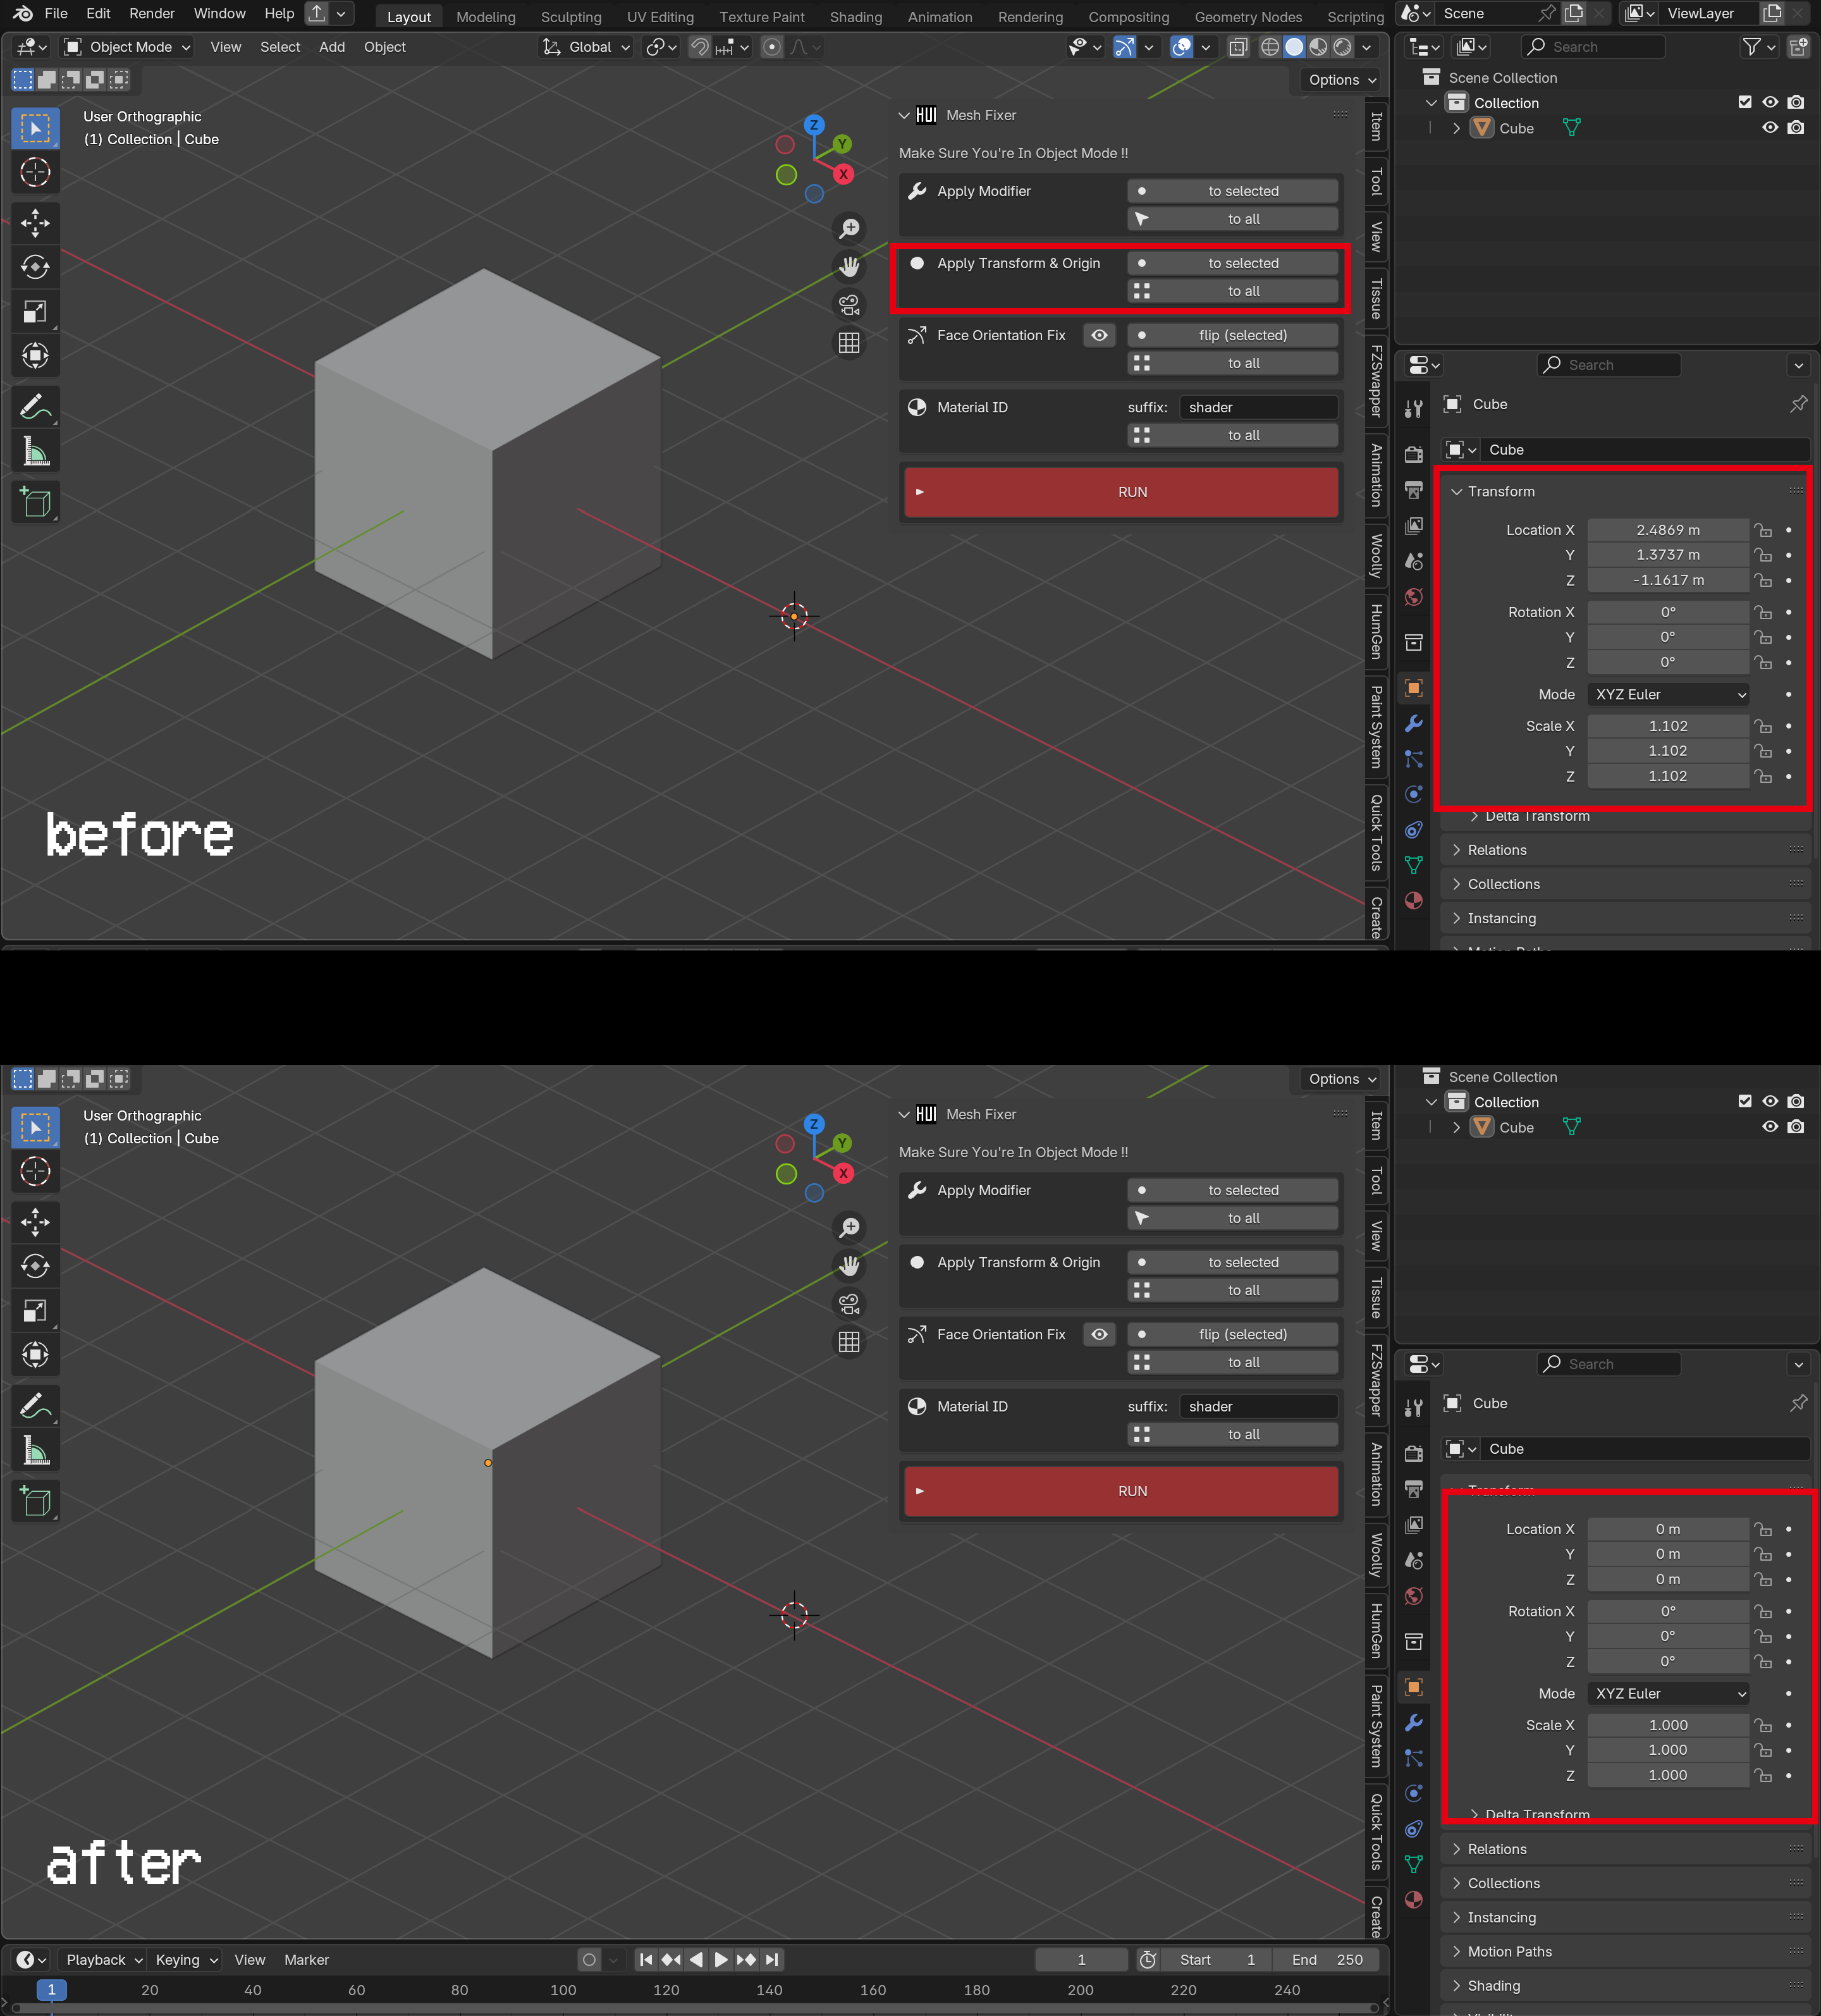 File Edit Render Window Help Layout Modeling Sculpting UV Editing Texture Paint Shading Animation Rendering Compositing Geometry Nodes Scripting Scene ViewLayer
Object Mode View Select Add Object Global Search
Options
User Orthographic
(1) Collection | Cube
Z
Y
X
HUI Mesh Fixer
Make Sure You're In Object Mode !!
Apply Modifier to selected
to all
Apply Transform & Origin to selected
to all
Face Orientation Fix flip (selected)
to all
Material ID suffix: shader
to all
RUN
Item
Tool
View
Tissue
FZSwapper
Animation
Woolly
HumGen
Paint System
Quick Tools
Create
Scene Collection
Collection
Cube
Search
Cube
Cube
Transform
Location X 2.4869 m
Y 1.3737 m
Z -1.1617 m
Rotation X 0°
Y 0°
Z 0°
Mode XYZ Euler
Scale X 1.102
Y 1.102
Z 1.102
Delta Transform
Relations
Collections
Instancing
before
Options
User Orthographic
(1) Collection | Cube
Z
Y
X
HUI Mesh Fixer
Make Sure You're In Object Mode !!
Apply Modifier to selected
to all
Apply Transform & Origin to selected
to all
Face Orientation Fix flip (selected)
to all
Material ID suffix: shader
to all
RUN
Item
Tool
View
Tissue
FZSwapper
Animation
Woolly
HumGen
Paint System
Quick Tools
Create
Scene Collection
Collection
Cube
Search
Cube
Cube
Transform
Location X 0 m
Y 0 m
Z 0 m
Rotation X 0°
Y 0°
Z 0°
Mode XYZ Euler
Scale X 1.000
Y 1.000
Z 1.000
Delta Transform
Relations
Collections
Instancing
Motion Paths
Shading
after
Playback Keying View Marker 1 Start 1 End 250
1 20 40 60 80 100 120 140 160 180 200 220 240